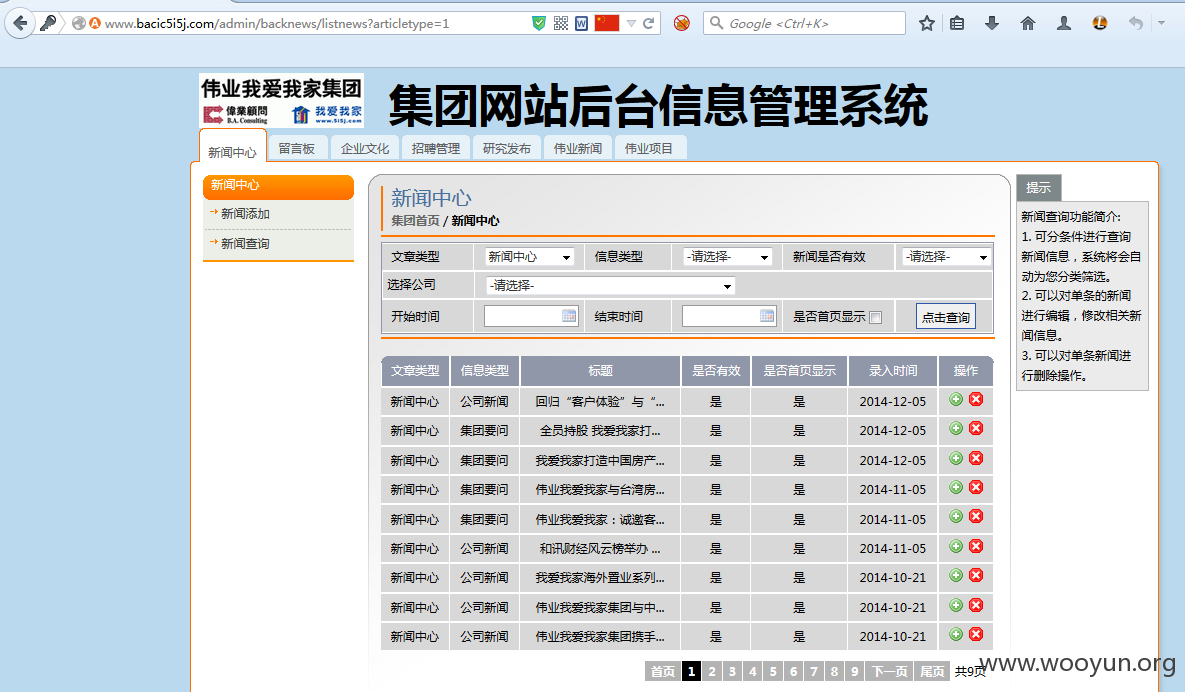 www.bacic5i5j.com/admin/backnews/listnews?articletype=1
Google <Ctrl+K>
伟业我爱我家集团
偉業顧問 我爱我家
B.A. Consulting www.5i5j.com
集团网站后台信息管理系统
新闻中心 留言板 企业文化 招聘管理 研究发布 伟业新闻 伟业项目
新闻中心
新闻添加
新闻查询
新闻中心
集团首页 / 新闻中心
文章类型 新闻中心 信息类型 -请选择- 新闻是否有效 -请选择-
选择公司 -请选择-
开始时间 结束时间 是否首页显示 点击查询
文章类型 信息类型 标题 是否有效 是否首页显示 录入时间 操作
新闻中心 公司新闻 回归“客户体验”与“... 是 是 2014-12-05
新闻中心 集团要问 全员持股 我爱我家打... 是 是 2014-12-05
新闻中心 集团要问 我爱我家打造中国房产... 是 是 2014-12-05
新闻中心 集团要问 伟业我爱我家与台湾房... 是 是 2014-11-05
新闻中心 集团要问 伟业我爱我家：诚邀客... 是 是 2014-11-05
新闻中心 公司新闻 和讯财经风云榜举办 ... 是 是 2014-11-05
新闻中心 公司新闻 我爱我家海外置业系列... 是 是 2014-10-21
新闻中心 公司新闻 伟业我爱我家集团与中... 是 是 2014-10-21
新闻中心 公司新闻 伟业我爱我家集团携手... 是 是 2014-10-21
首页 1 2 3 4 5 6 7 8 9 下一页 尾页 共9页
提示
新闻查询功能简介:
1. 可分条件进行查询
新闻信息，系统将会自
动为您分类筛选。
2. 可以对单条的新闻
进行编辑，修改相关新
闻信息。
3. 可以对单条新闻进
行删除操作。
www.wooyun.org